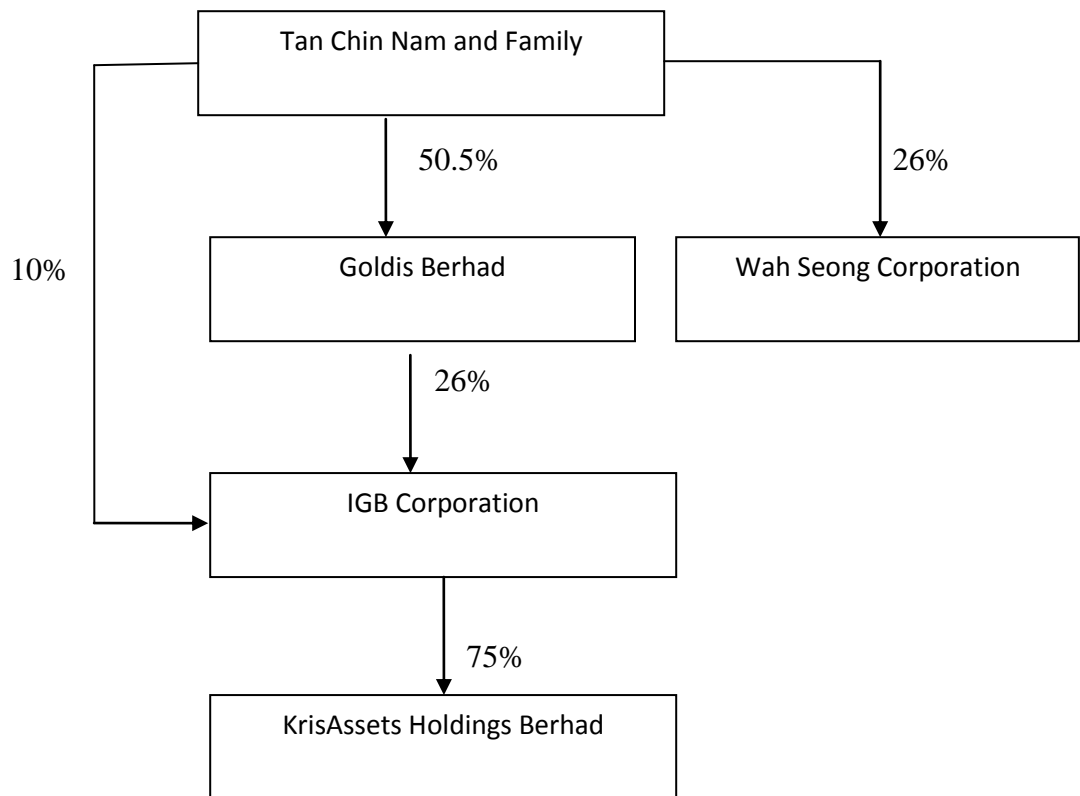 Tan Chin Nam and Family
50.5%
26%
10%
Goldis Berhad
Wah Seong Corporation
26%
IGB Corporation
75%
KrisAssets Holdings Berhad